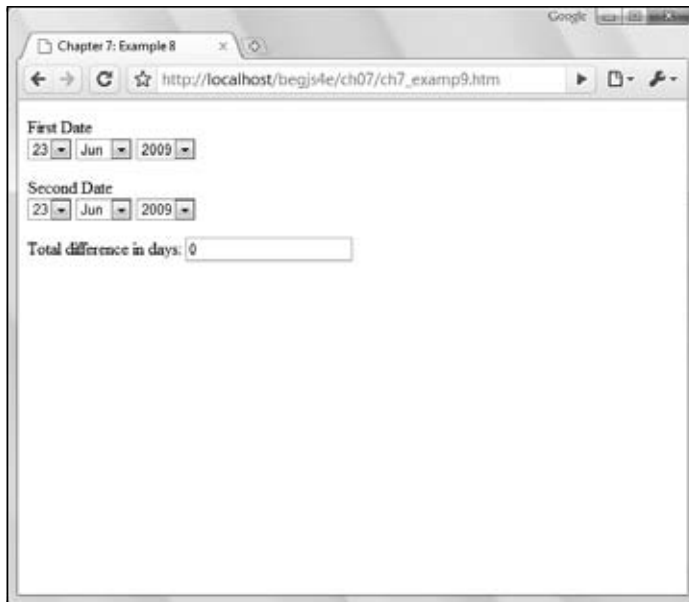 Google
Chapter 7: Example 8
http://localhost/begjs4e/ch07/ch7_examp9.htm
First Date
23 Jun 2009
Second Date
23 Jun 2009
Total difference in days: 0